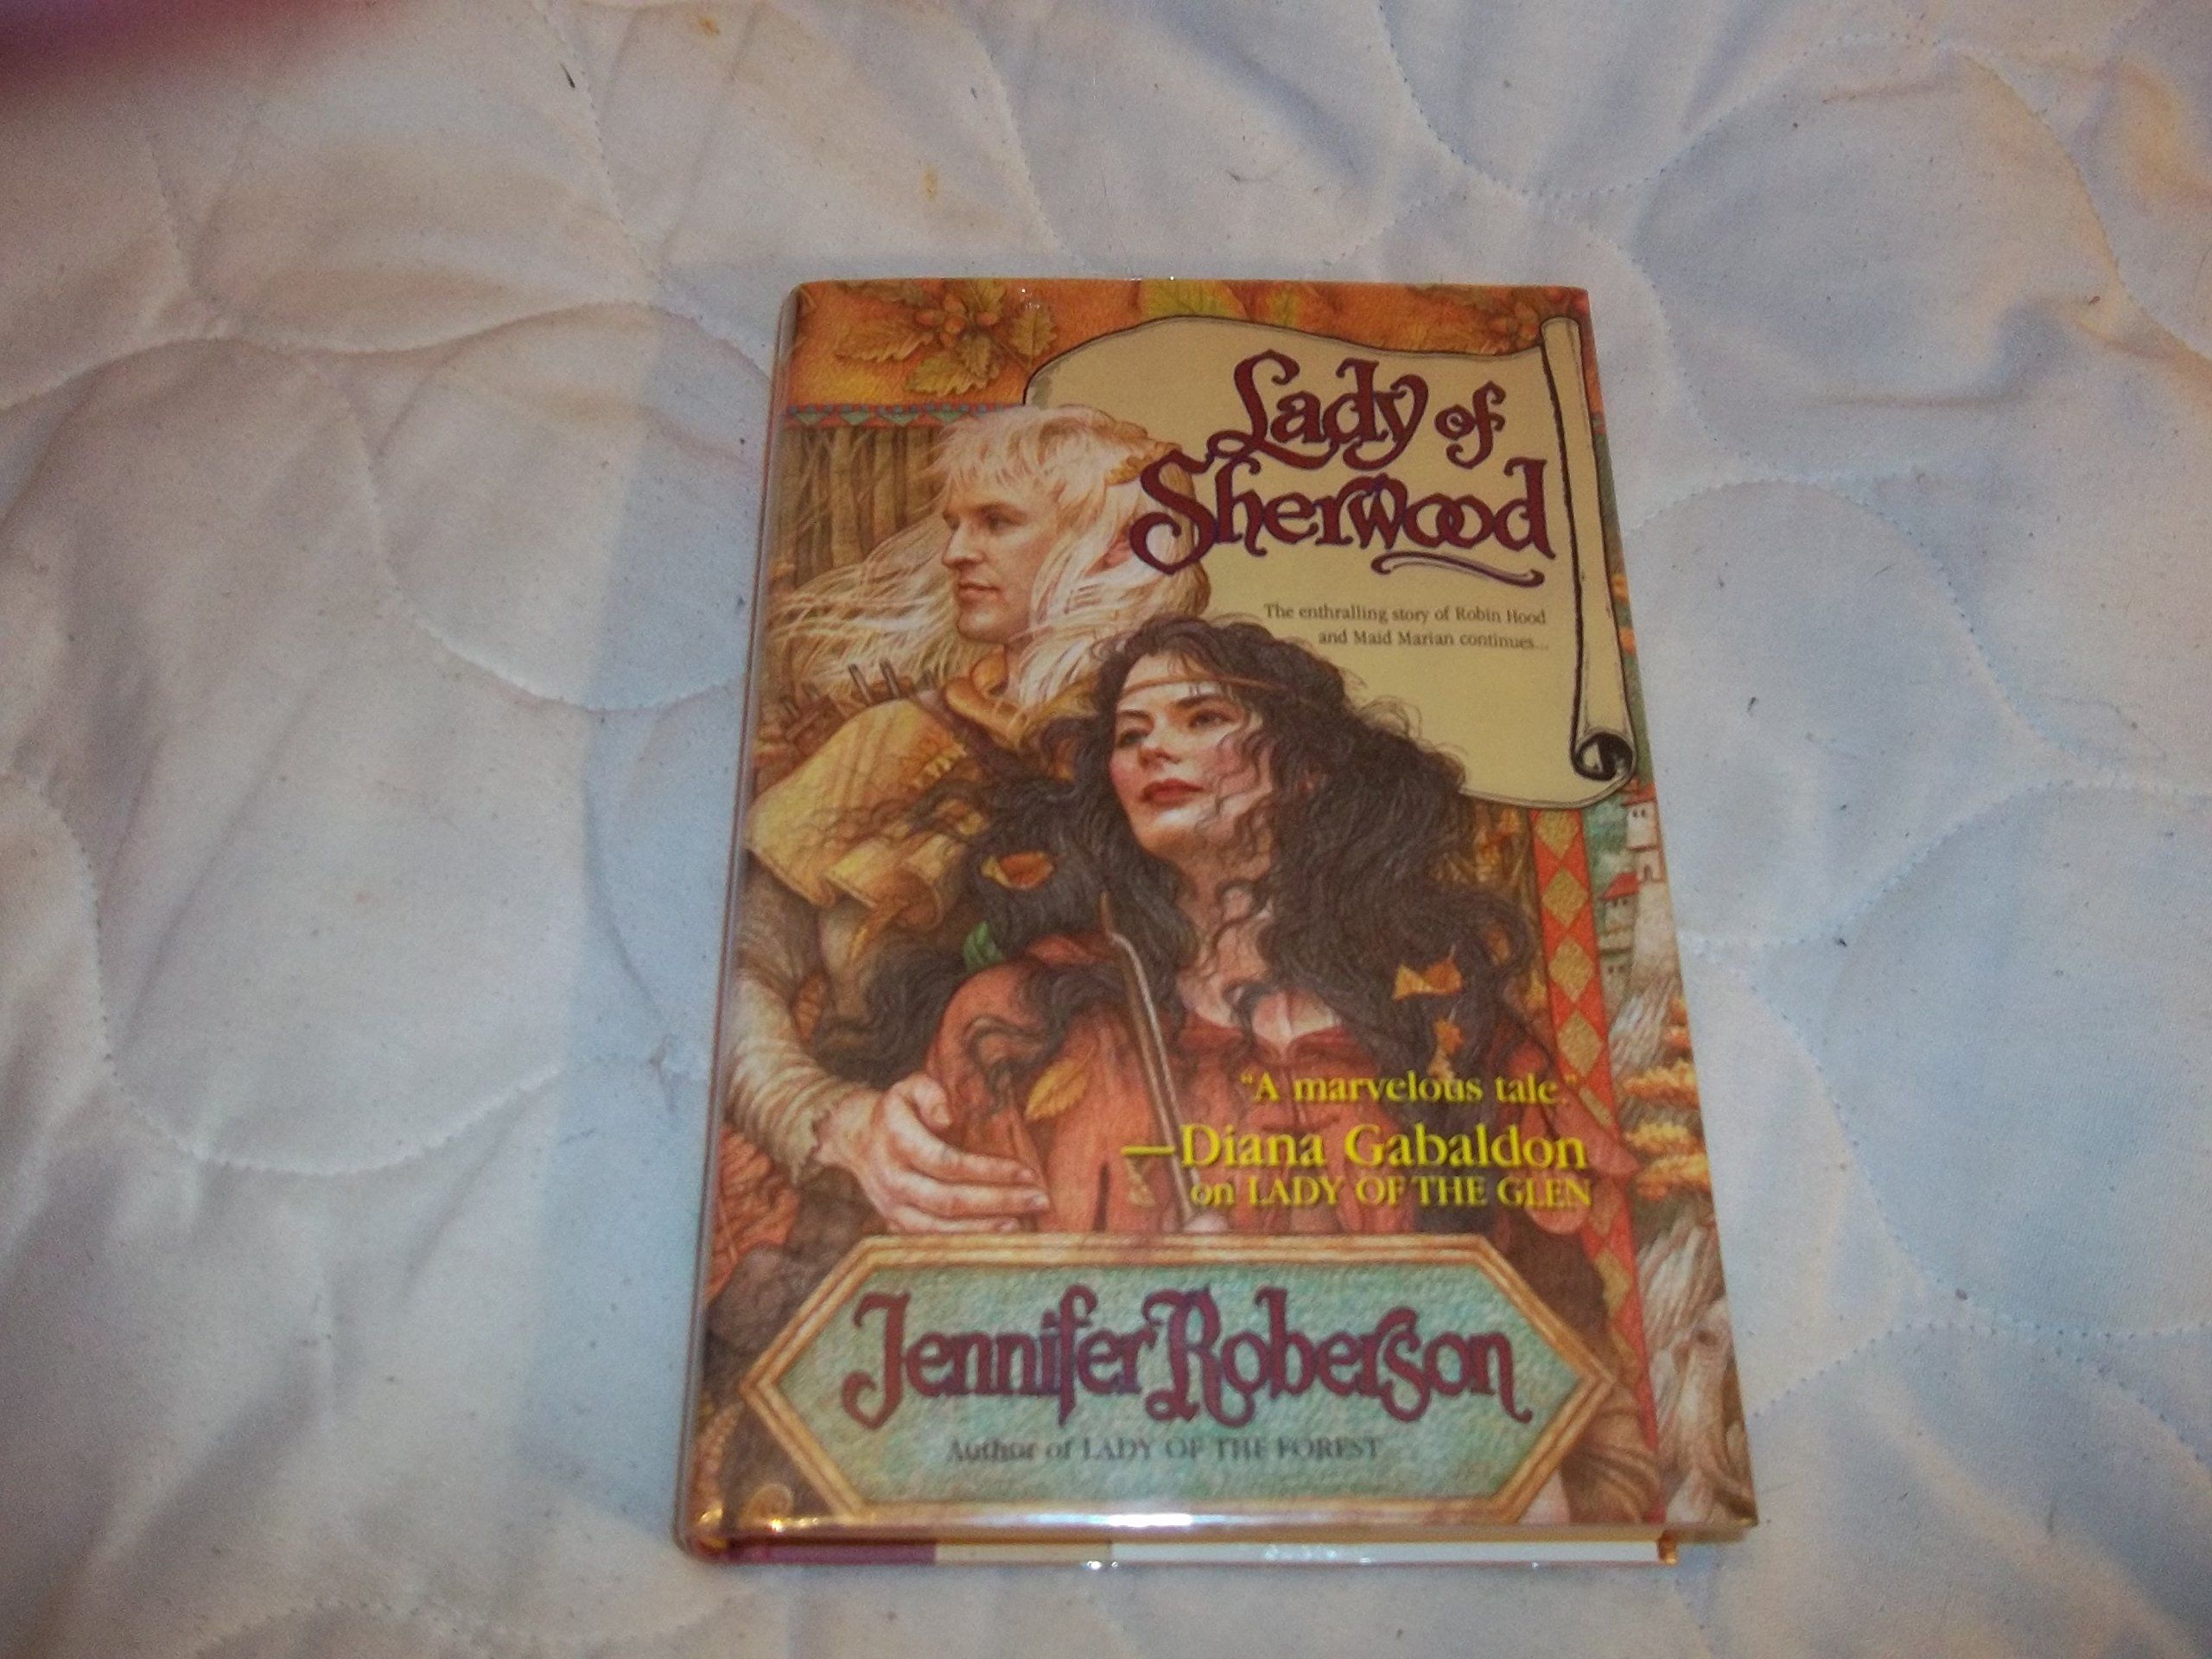 Lady of
Sherwood
The enthralling story of Robin Hood
and Maid Marian continues...
"A marvelous tale."
—Diana Gabaldon
on LADY OF THE GLEN
Jennifer Roberson
Author of LADY OF THE FOREST